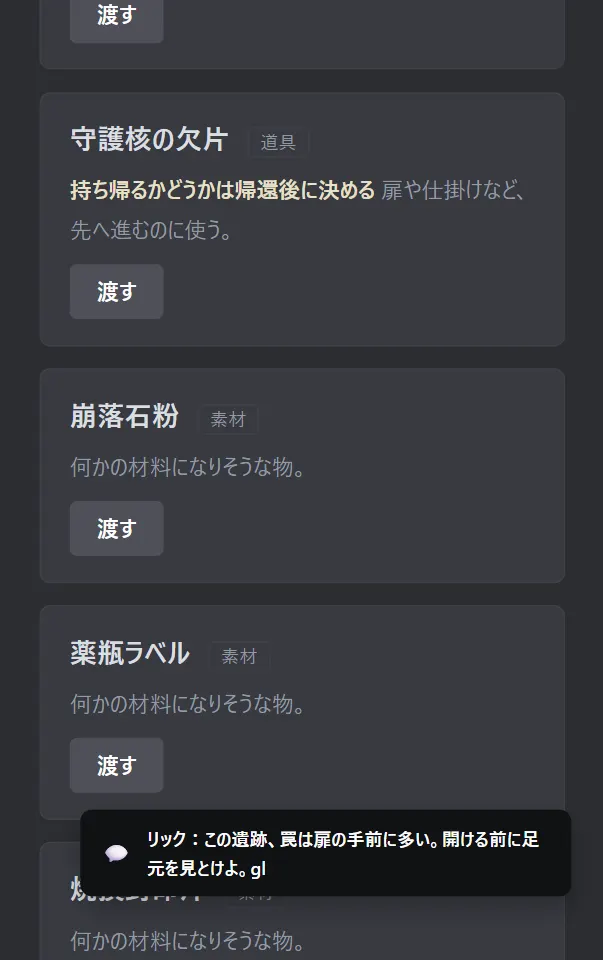 渡す
守護核の欠片 道具
持ち帰るかどうかは帰還後に決める 扉や仕掛けなど、
先へ進むのに使う。
渡す
崩落石粉 素材
何かの材料になりそうな物。
渡す
薬瓶ラベル 素材
何かの材料になりそうな物。
渡す
リック：この遺跡、罠は扉の手前に多い。開ける前に足
元を見とけよ。gl
素材
何かの材料になりそうな物。